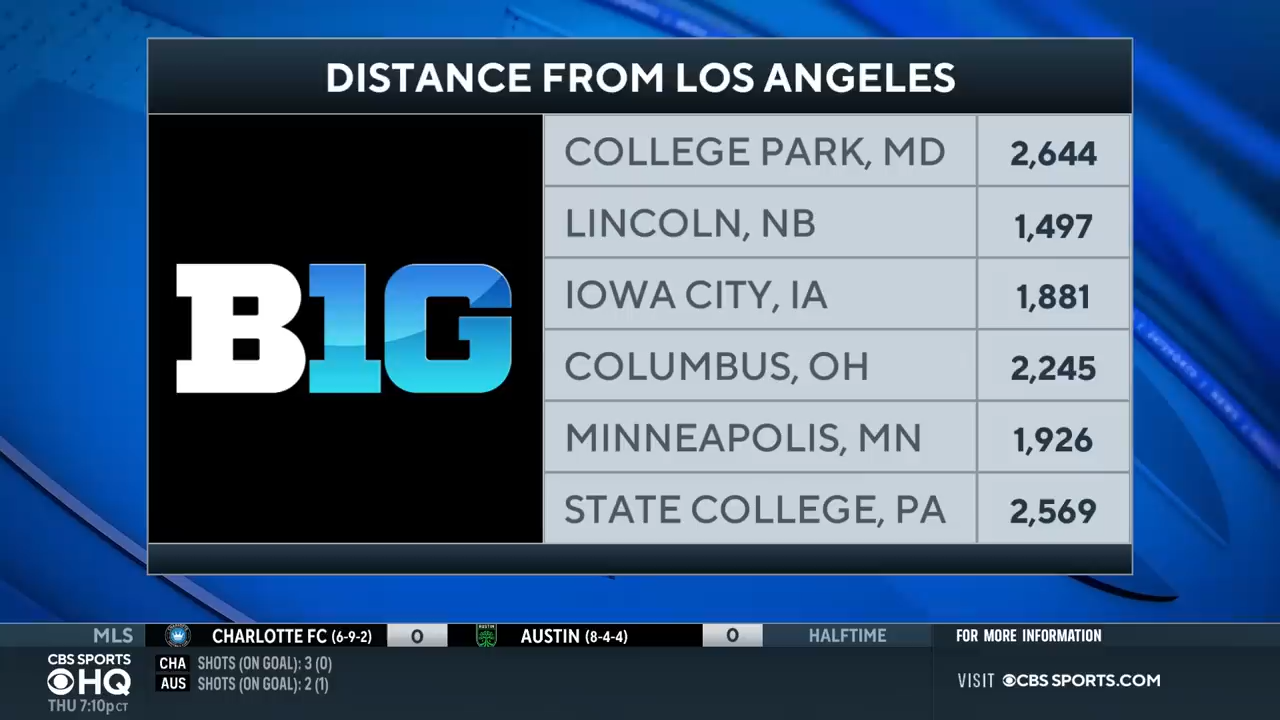 DISTANCE FROM LOS ANGELES
B1G
COLLEGE PARK, MD 2,644
LINCOLN, NB 1,497
IOWA CITY, IA 1,881
COLUMBUS, OH 2,245
MINNEAPOLIS, MN 1,926
STATE COLLEGE, PA 2,569
MLS CHARLOTTE FC (6-9-2) 0 AUSTIN (8-4-4) 0 HALFTIME FOR MORE INFORMATION
CBS SPORTS
HQ
THU 7:10p CT
CHA SHOTS (ON GOAL): 3 (0)
AUS SHOTS (ON GOAL): 2 (1)
VISIT CBS SPORTS.COM